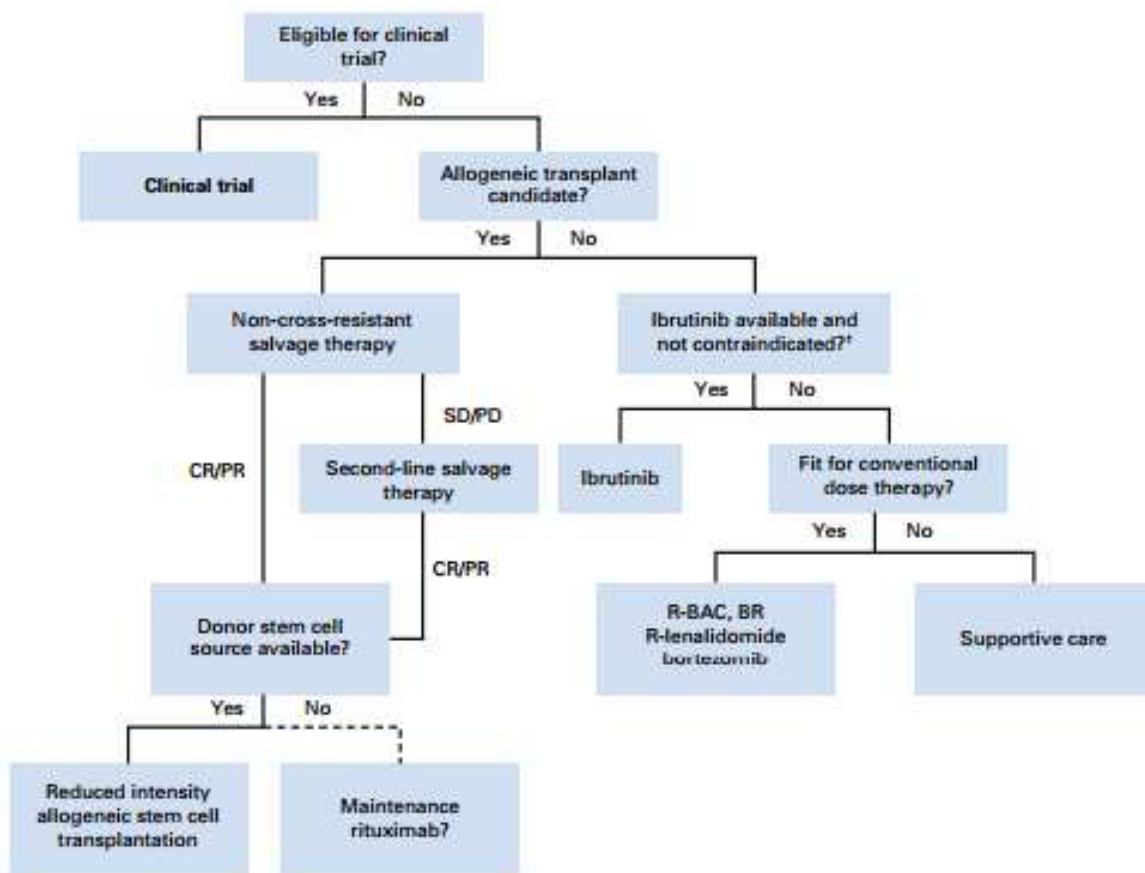 Eligible for clinical
trial?
Yes No
Clinical trial
Allogeneic transplant
candidate?
Yes No
Non-cross-resistant
salvage therapy
Ibrutinib available and
not contraindicated?†
Yes No
SD/PD
CR/PR
Second-line salvage
therapy
Ibrutinib
Fit for conventional
dose therapy?
Yes No
CR/PR
Donor stem cell
source available?
R-BAC, BR
R-lenalidomide
bortezomib
Supportive care
Yes No
Reduced intensity
allogeneic stem cell
transplantation
Maintenance
rituximab?